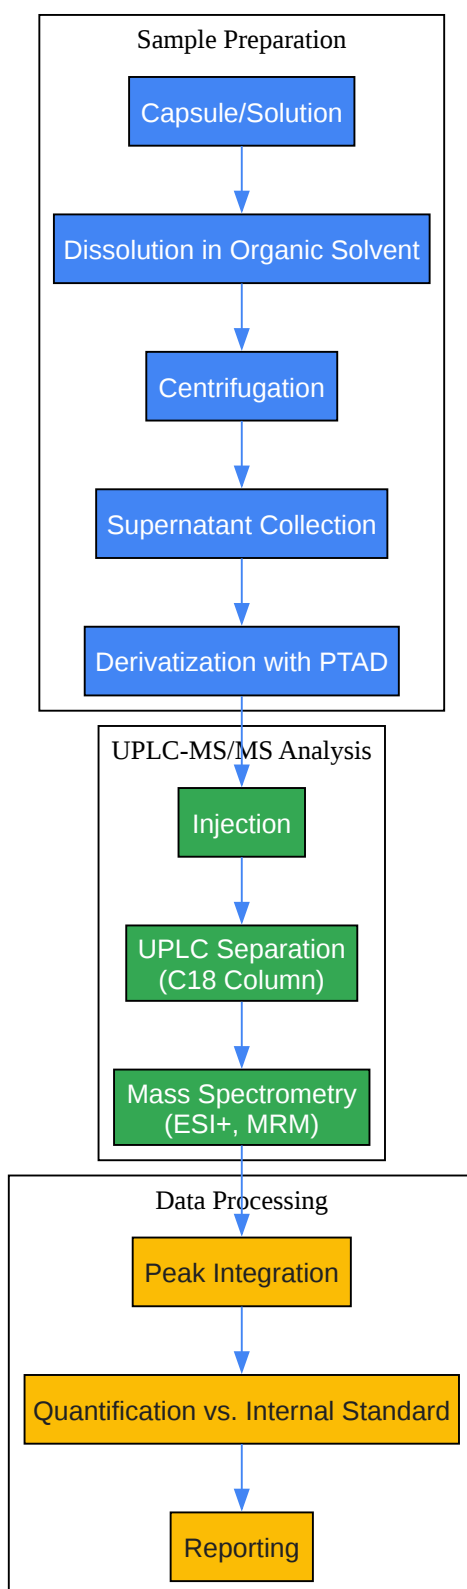 Sample Preparation
Capsule/Solution
Dissolution in Organic Solvent
Centrifugation
Supernatant Collection
Derivatization with PTAD
UPLC-MS/MS Analysis
Injection
UPLC Separation
(C18 Column)
Mass Spectrometry
(ESI+, MRM)
Data Processing
Peak Integration
Quantification vs. Internal Standard
Reporting